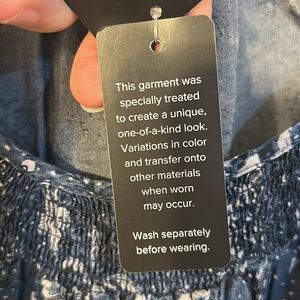 This garment was
specially treated
to create a unique,
one-of-a-kind look.
Variations in color
and transfer onto
other materials
when worn
may occur.
Wash separately
before wearing.